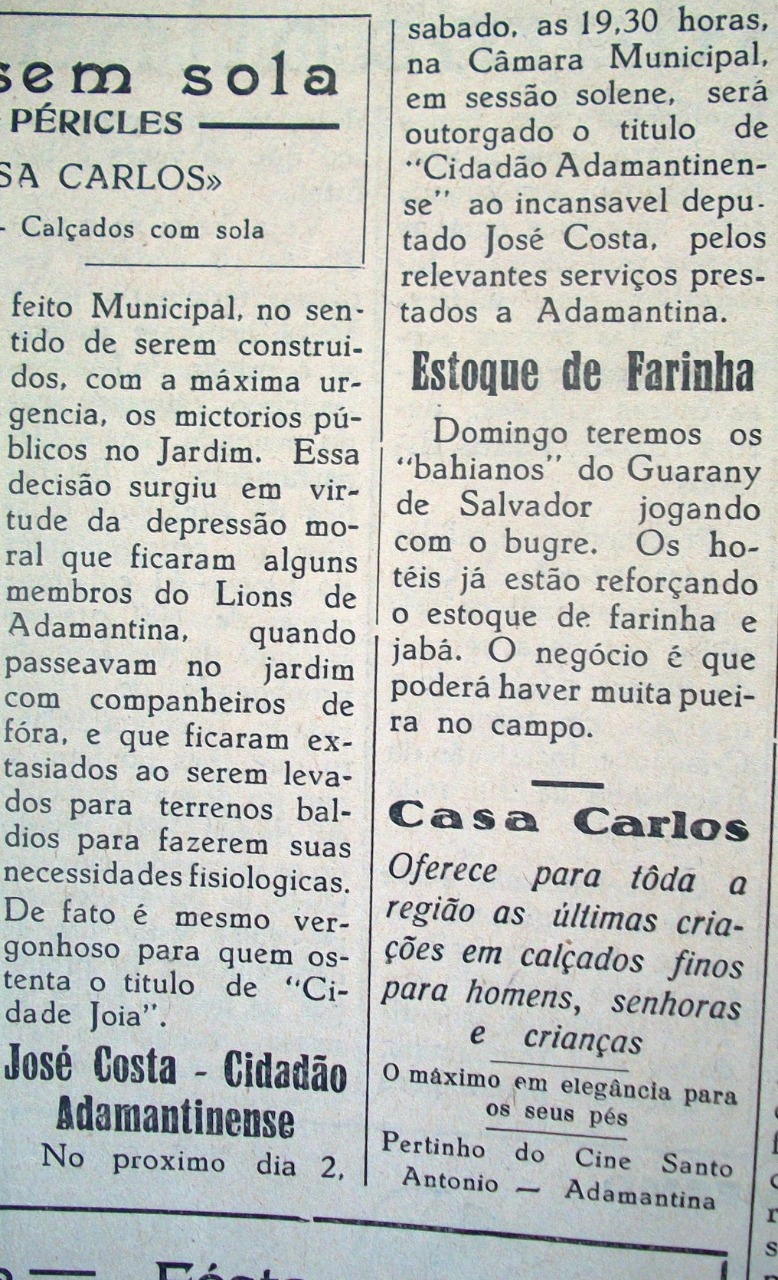 sem sola
PÉRICLES
SA CARLOS»
- Calçados com sola
feito Municipal, no sen-
tido de serem construi-
dos, com a máxima ur-
gencia, os mictorios pú-
blicos no Jardim. Essa
decisão surgiu em vir-
tude da depressão mo-
ral que ficaram alguns
membros do Lions de
Adamantina, quando
passeavam no jardim
com companheiros de
fóra, e que ficaram ex-
tasiados ao serem leva-
dos para terrenos bal-
dios para fazerem suas
necessidades fisiologicas.
De fato é mesmo ver-
gonhoso para quem os-
tenta o titulo de “Ci-
dade Joia”.
José Costa - Cidadão
Adamantinense
No proximo dia 2,
sabado, as 19,30 horas,
na Câmara Municipal,
em sessão solene, será
outorgado o titulo de
“Cidadão Adamantinen-
se” ao incansavel depu-
tado José Costa, pelos
relevantes serviços pres-
tados a Adamantina.
Estoque de Farinha
Domingo teremos os
“bahianos” do Guarany
de Salvador jogando
com o bugre. Os ho-
téis já estão reforçando
o estoque de farinha e
jabá. O negócio é que
poderá haver muita puei-
ra no campo.
Casa Carlos
Oferece para tôda a
região as últimas cria-
ções em calçados finos
para homens, senhoras
e crianças
O máximo em elegância para
os seus pés
Pertinho do Cine Santo
Antonio — Adamantina